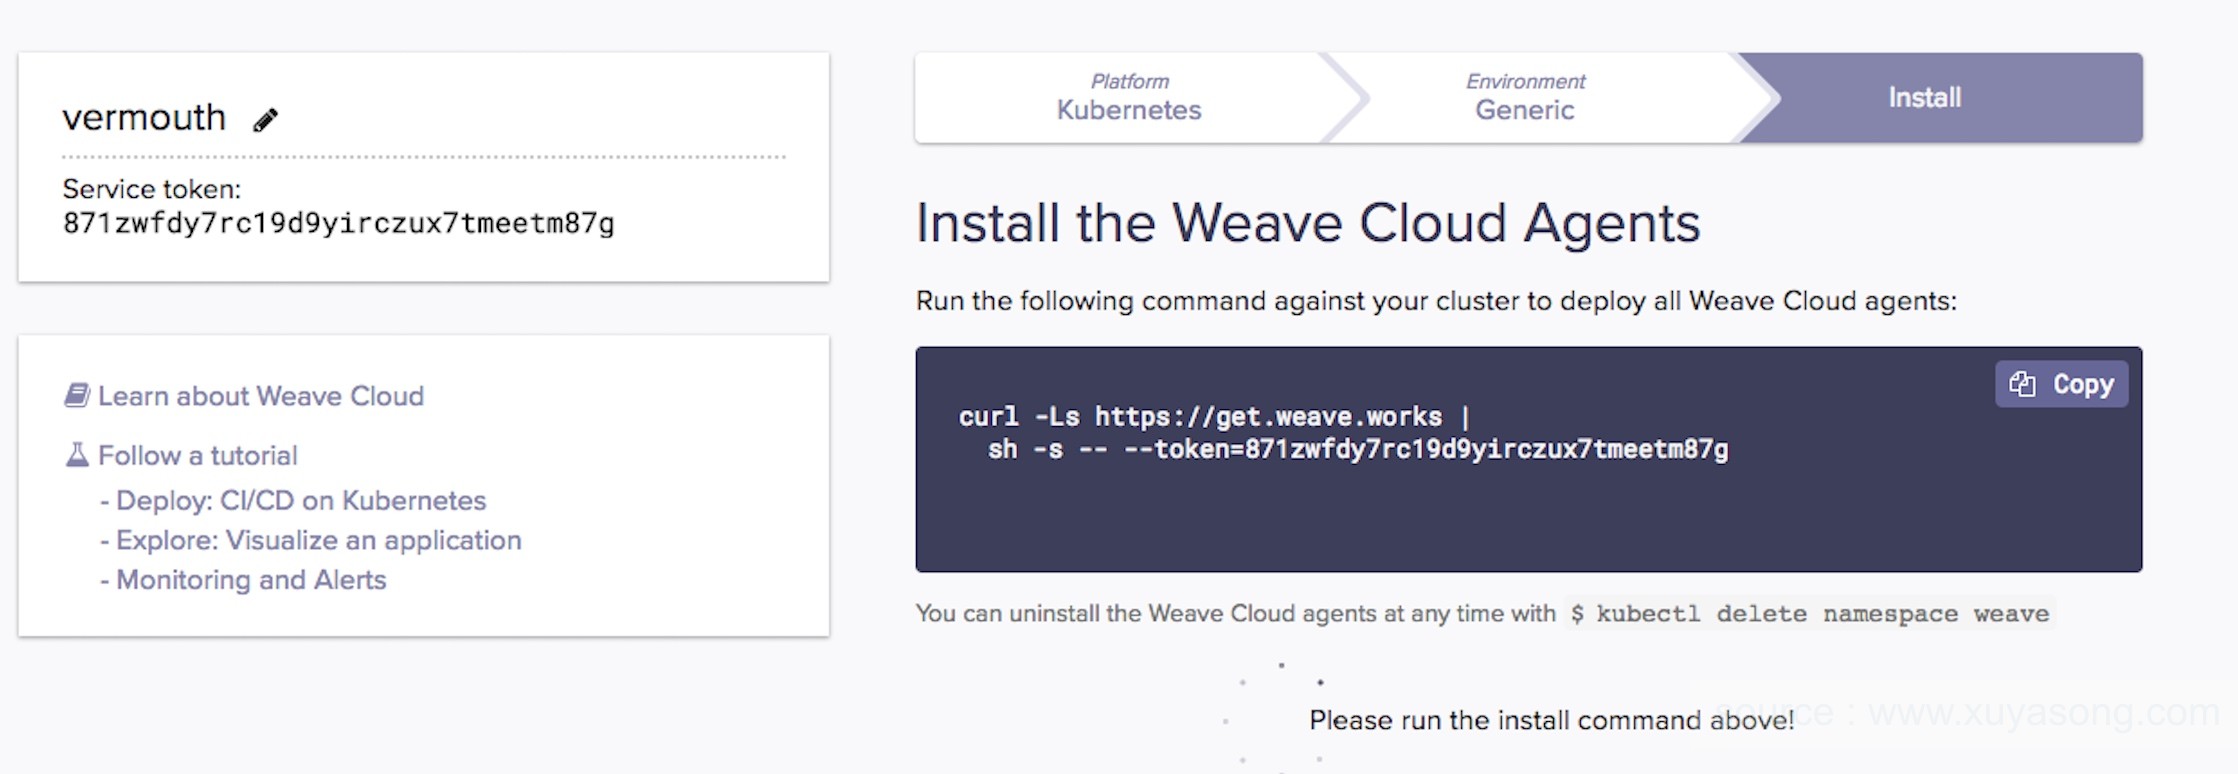 vermouth
Service token:
871zwfdy7rc19d9yirczux7tmeetm87g
Learn about Weave Cloud
Follow a tutorial
- Deploy: CI/CD on Kubernetes
- Explore: Visualize an application
- Monitoring and Alerts
Platform
Kubernetes
Environment
Generic
Install
Install the Weave Cloud Agents
Run the following command against your cluster to deploy all Weave Cloud agents:
Copy
curl -Ls https://get.weave.works |
sh -s -- --token=871zwfdy7rc19d9yirczux7tmeetm87g
You can uninstall the Weave Cloud agents at any time with $ kubectl delete namespace weave
Please run the install command above!
source : www.xuyasong.com